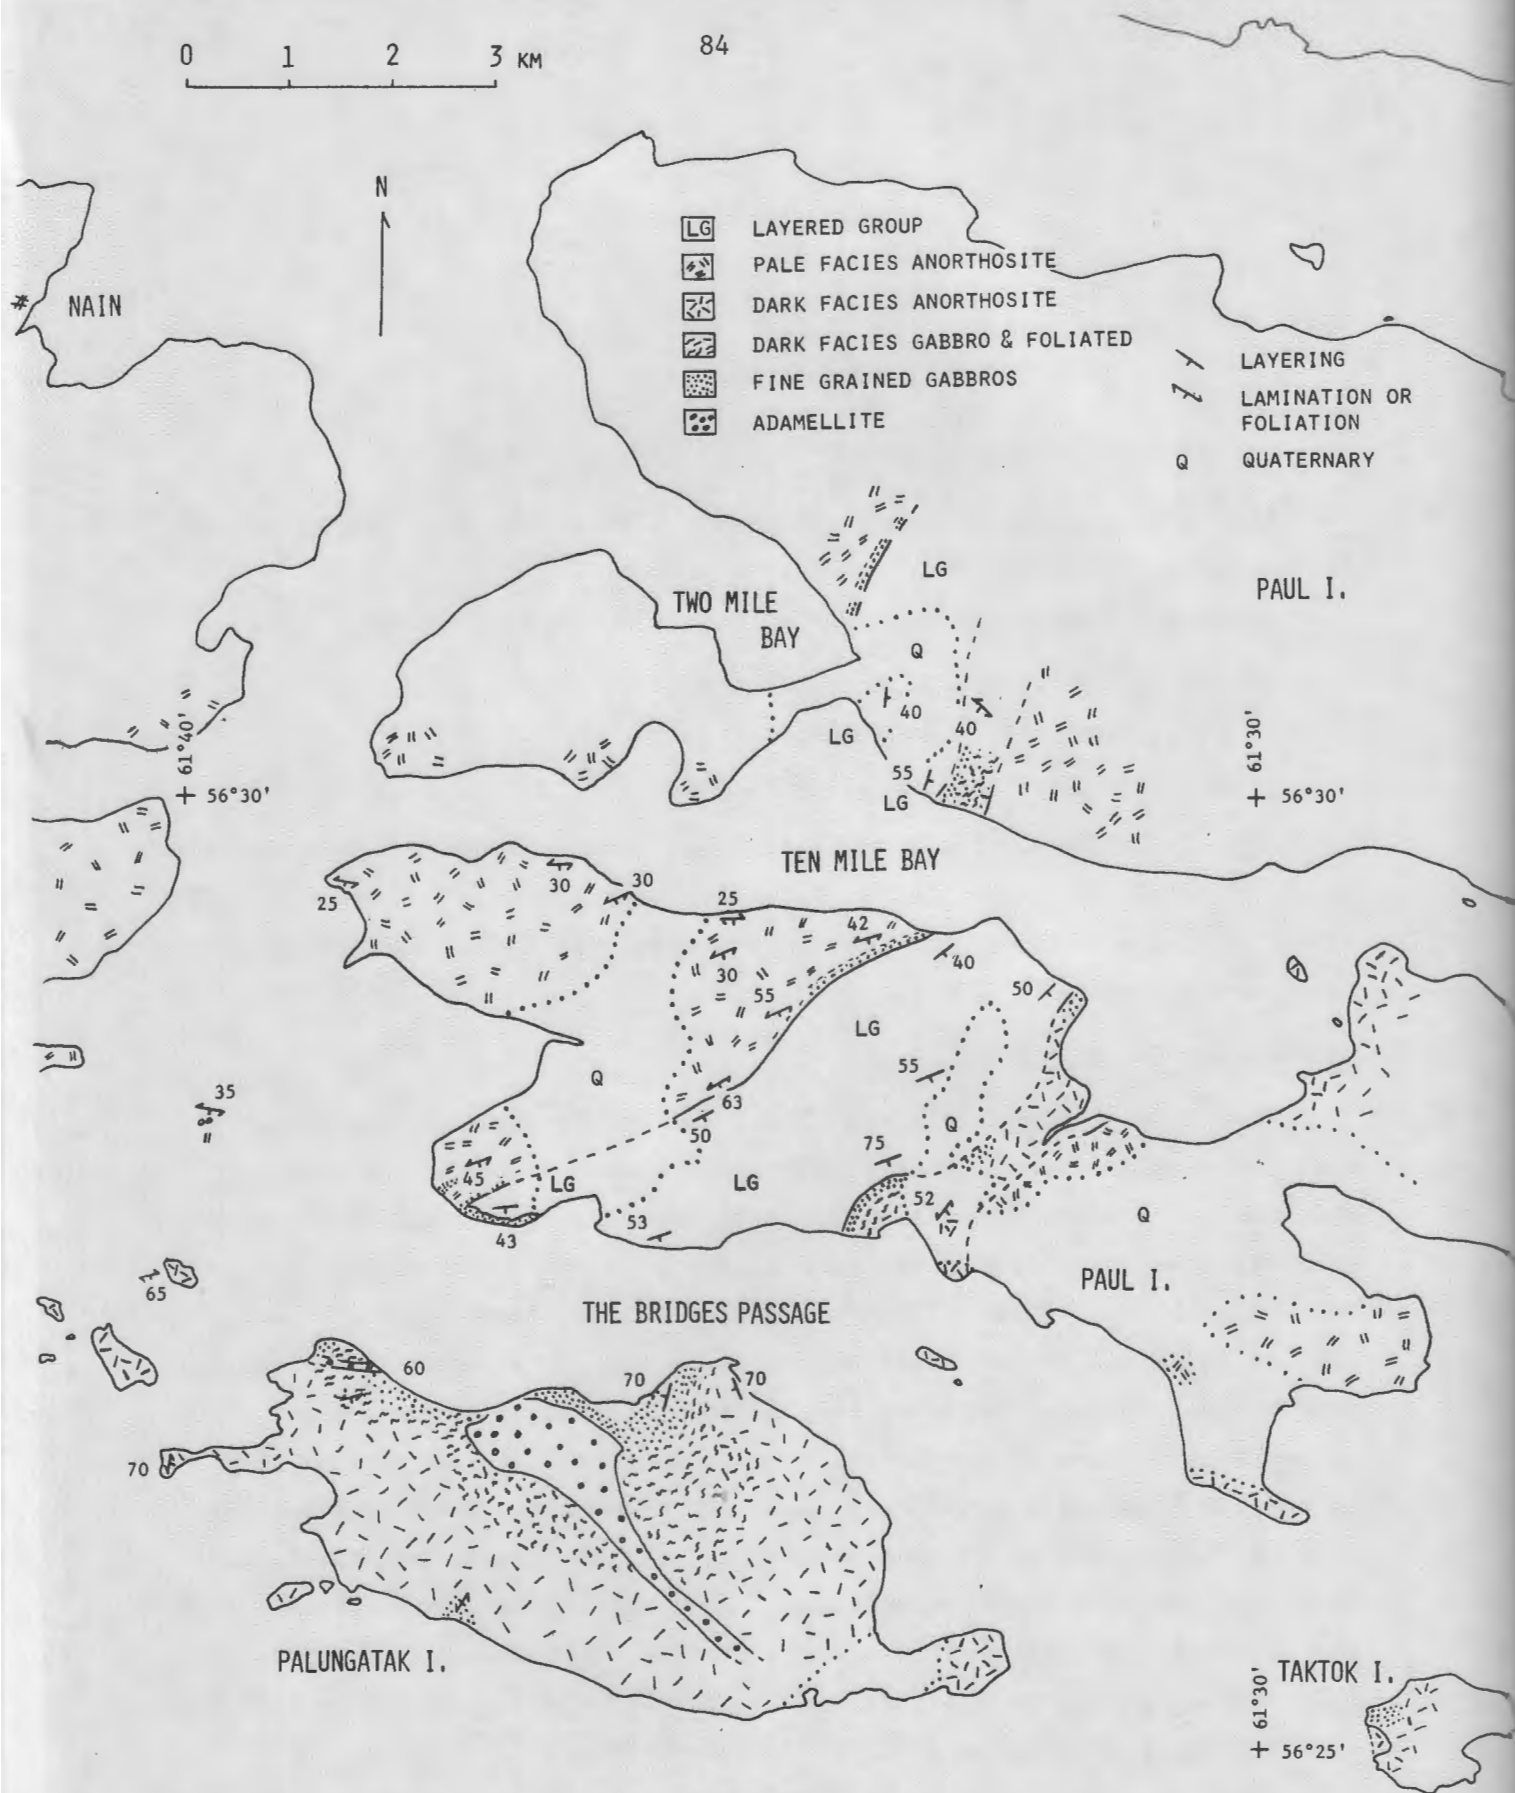 84
0 1 2 3 KM
N
NAIN
LG LAYERED GROUP
PALE FACIES ANORTHOSITE
DARK FACIES ANORTHOSITE
DARK FACIES GABBRO & FOLIATED
FINE GRAINED GABBROS
ADAMELLITE
LAYERING
LAMINATION OR
FOLIATION
Q QUATERNARY
LG
PAUL I.
TWO MILE
BAY
Q
40
40
LG
55
LG
61°40'
+ 56°30'
61°30'
+ 56°30'
TEN MILE BAY
25
30
30
25
42
30
55
40
50
LG
55
Q
35
63
50
Q
75
45
LG
LG
52
43
53
Q
65
PAUL I.
THE BRIDGES PASSAGE
60
70
70
70
PALUNGATAK I.
TAKTOK I.
61°30'
+ 56°25'